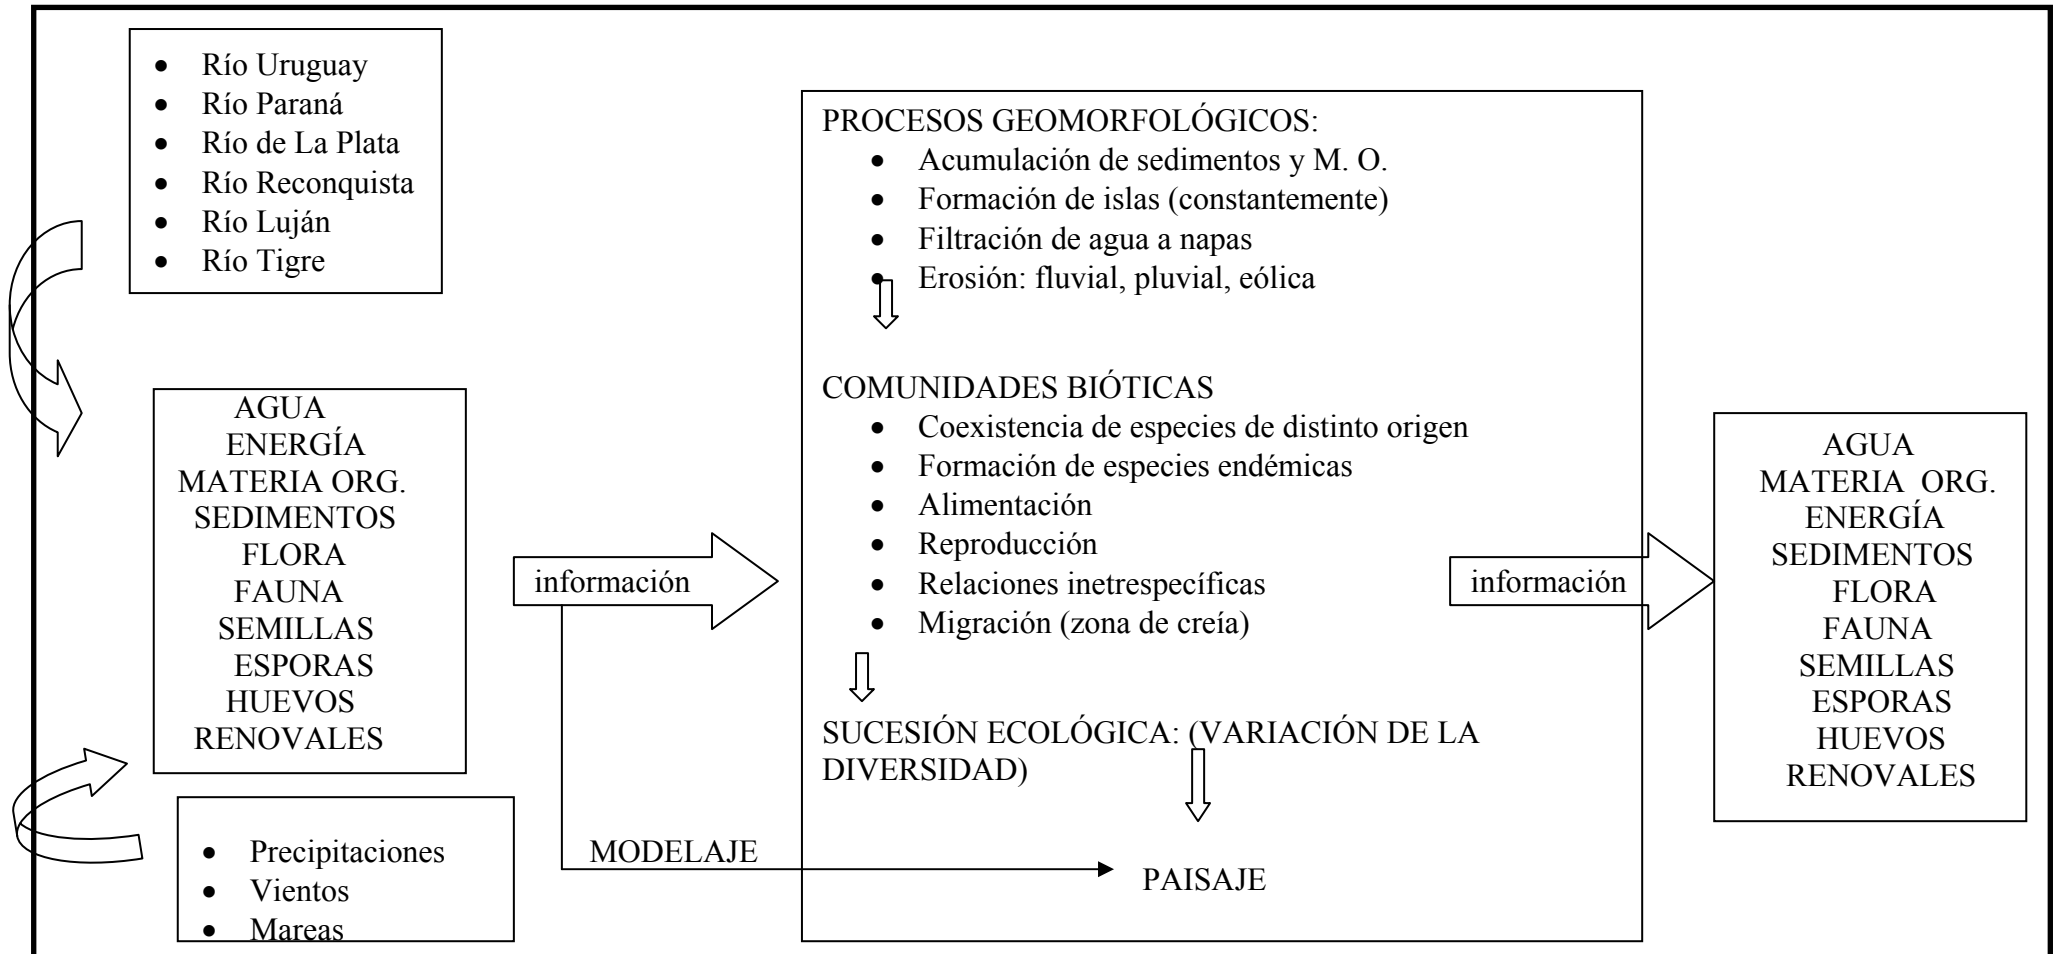 • Río Uruguay
• Río Paraná
• Río de La Plata
• Río Reconquista
• Río Luján
• Río Tigre
AGUA
ENERGÍA
MATERIA ORG.
SEDIMENTOS
FLORA
FAUNA
SEMILLAS
ESPORAS
HUEVOS
RENOVALES
• Precipitaciones
• Vientos
• Mareas
información
MODELAJE
PROCESOS GEOMORFOLÓGICOS:
• Acumulación de sedimentos y M. O.
• Formación de islas (constantemente)
• Filtración de agua a napas
• Erosión: fluvial, pluvial, eólica
COMUNIDADES BIÓTICAS
• Coexistencia de especies de distinto origen
• Formación de especies endémicas
• Alimentación
• Reproducción
• Relaciones inetrespecíficas
• Migración (zona de creía)
SUCESIÓN ECOLÓGICA: (VARIACIÓN DE LA
DIVERSIDAD)
PAISAJE
información
AGUA
MATERIA ORG.
ENERGÍA
SEDIMENTOS
FLORA
FAUNA
SEMILLAS
ESPORAS
HUEVOS
RENOVALES